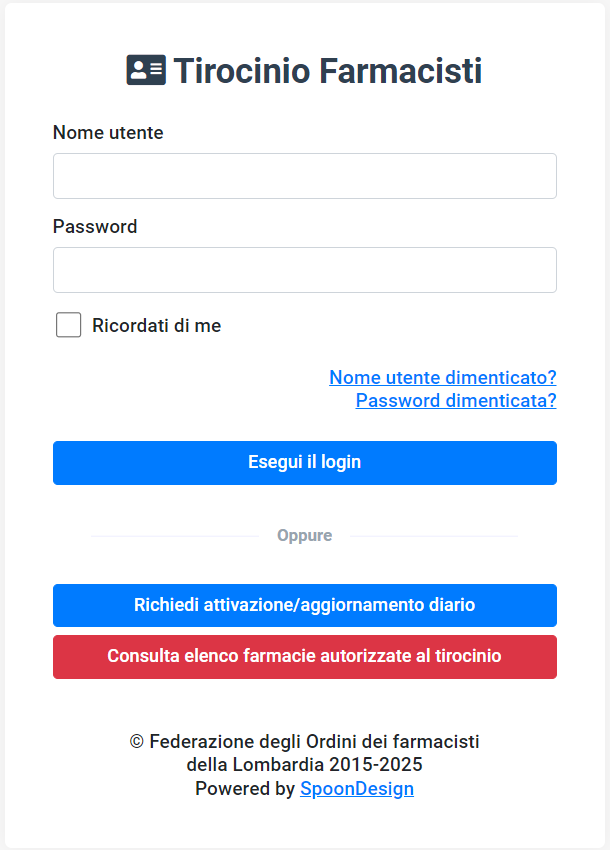 Tirocinio Farmacisti
Nome utente
Password
Ricordati di me
Nome utente dimenticato?
Password dimenticata?
Esegui il login
Oppure
Richiedi attivazione/aggiornamento diario
Consulta elenco farmacie autorizzate al tirocinio
© Federazione degli Ordini dei farmacisti
della Lombardia 2015-2025
Powered by SpoonDesign